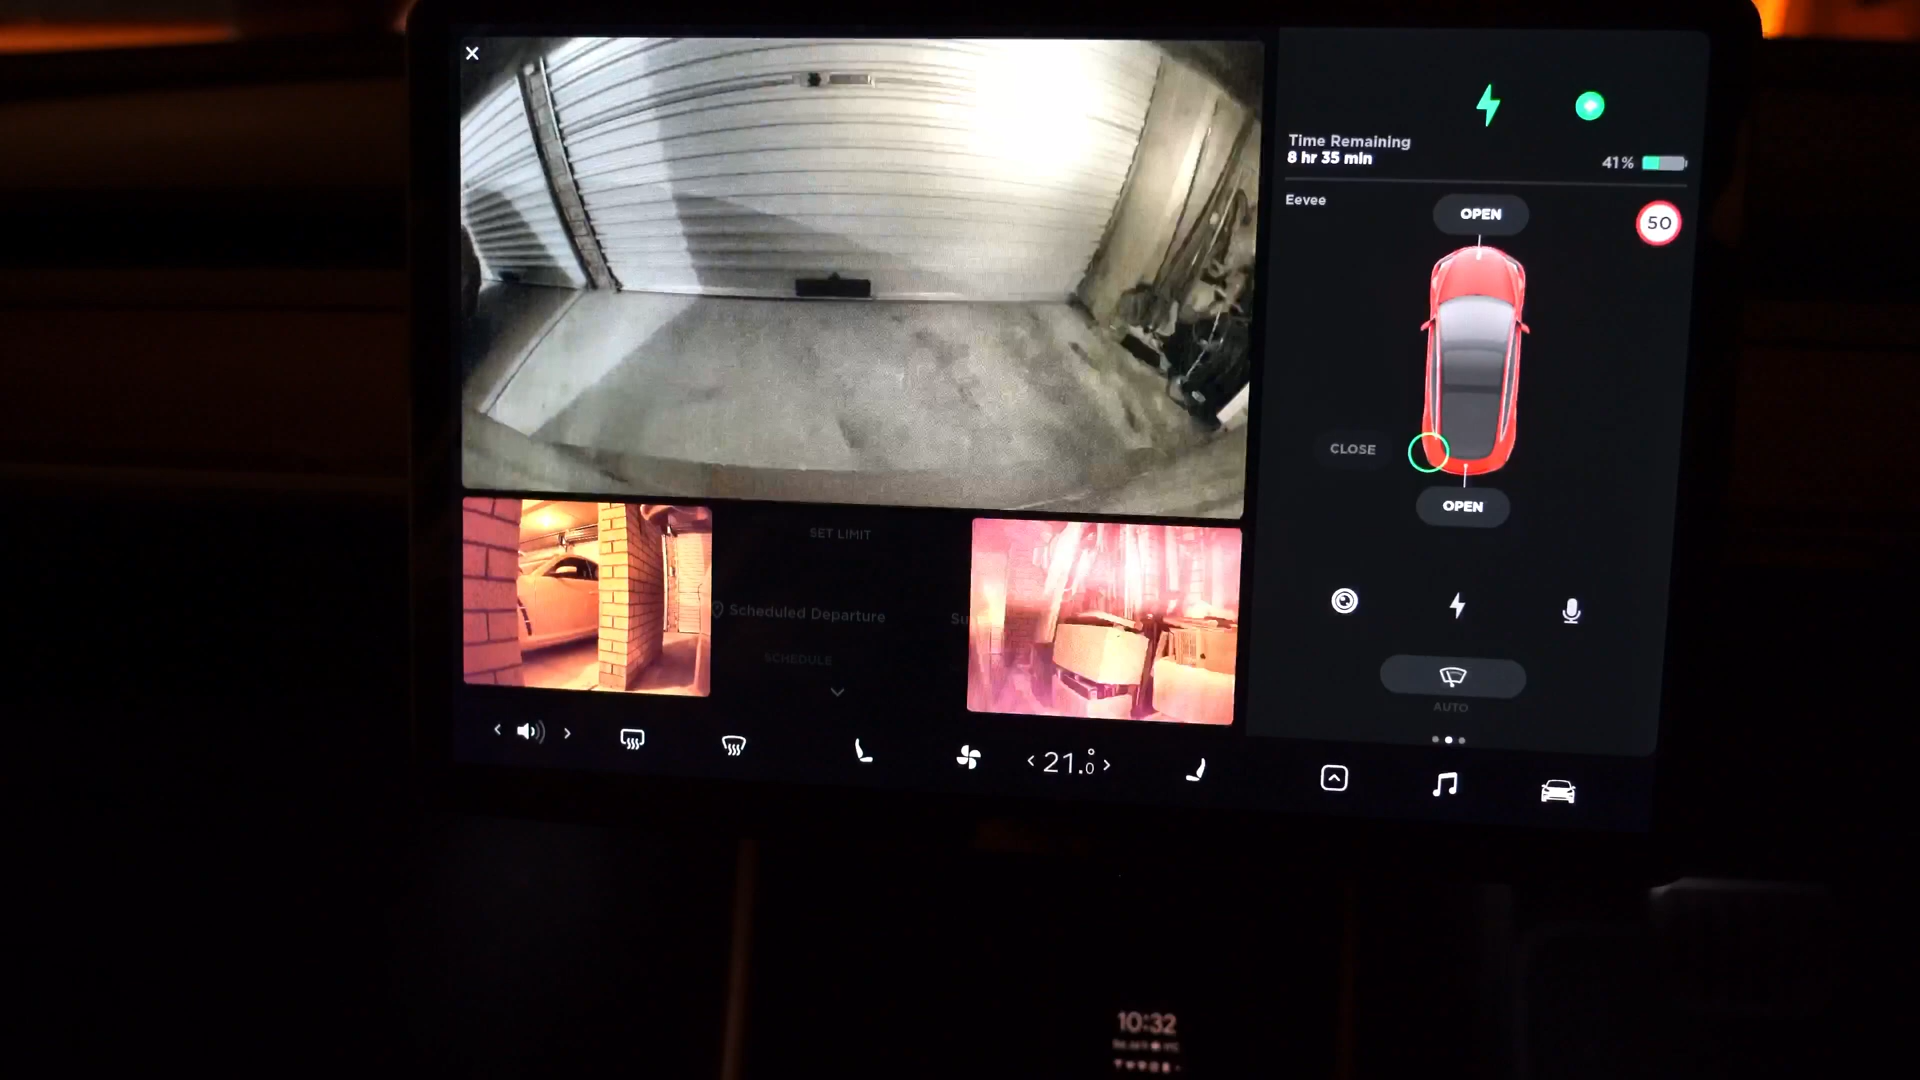 Time Remaining
8 hr 35 min
41%
Eevee
OPEN
50
CLOSE
OPEN
SET LIMIT
Scheduled Departure
Su
SCHEDULE
AUTO
21.0
10:32